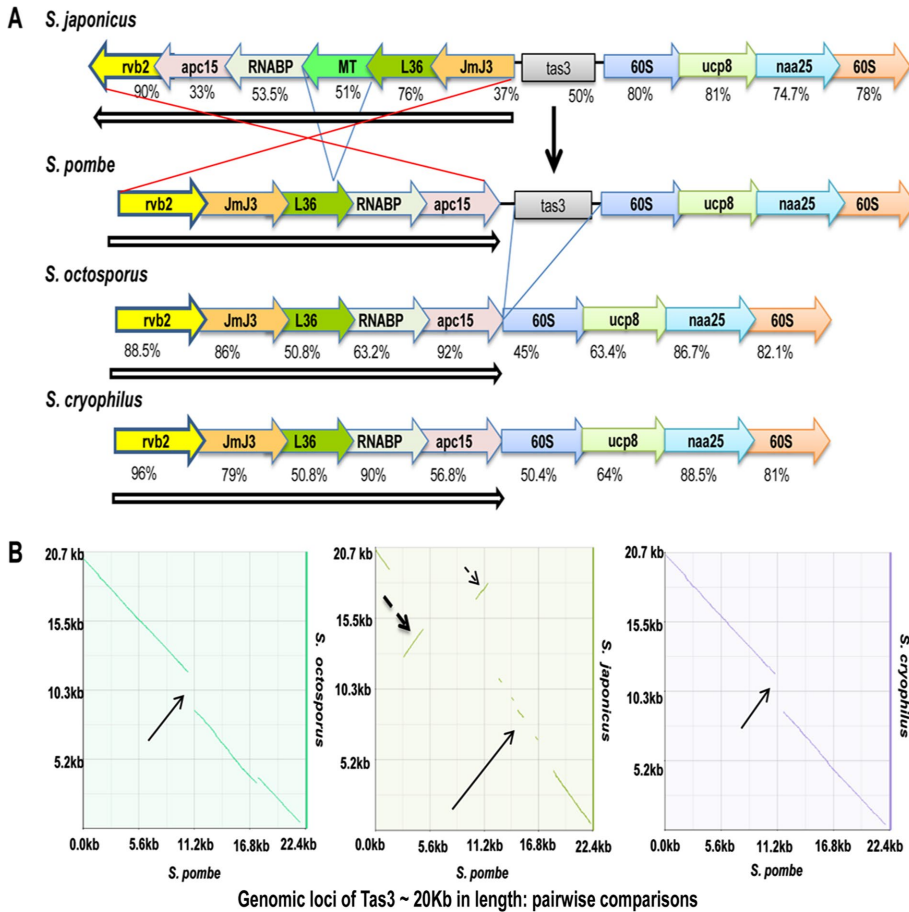 A
S. japonicus
rvb2 apc15 RNABP MT L36 JmJ3 tas3 60S ucp8 naa25 60S
90% 33% 53.5% 51% 76% 37% 50% 80% 81% 74.7% 78%
S. pombe
rvb2 JmJ3 L36 RNABP apc15 tas3 60S ucp8 naa25 60S
S. octosporus
rvb2 JmJ3 L36 RNABP apc15 60S ucp8 naa25 60S
88.5% 86% 50.8% 63.2% 92% 45% 63.4% 86.7% 82.1%
S. cryophilus
rvb2 JmJ3 L36 RNABP apc15 60S ucp8 naa25 60S
96% 79% 50.8% 90% 56.8% 50.4% 64% 88.5% 81%
B
20.7 kb
15.5kb
10.3kb
5.2kb
0.0kb 5.6kb 11.2kb 16.8kb 22.4kb
S. pombe
S. octosporus
20.7 kb
15.5kb
10.3kb
5.2kb
0.0kb 5.6kb 11.2kb 16.8kb 22.4kb
S. pombe
S. japonicus
20.7 kb
15.5kb
10.3kb
5.2kb
0.0kb 5.6kb 11.2kb 16.8kb 22.4kb
S. pombe
S. cryophilus
Genomic loci of Tas3 ~ 20Kb in length: pairwise comparisons